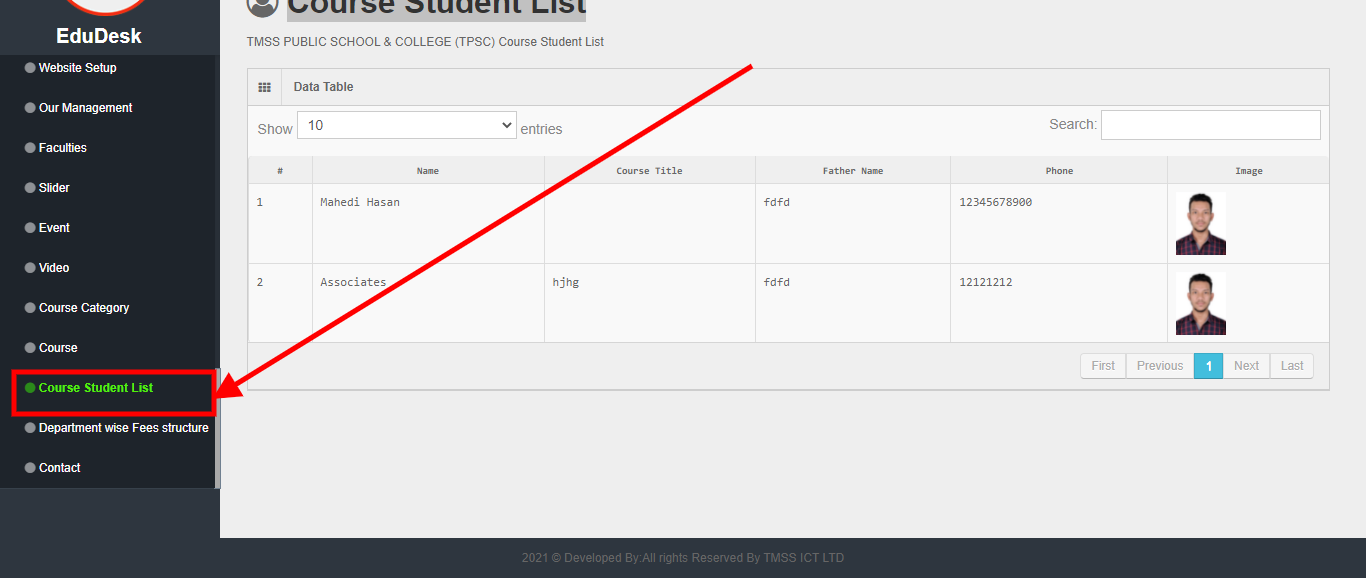 EduDesk
Website Setup
Our Management
Faculties
Slider
Event
Video
Course Category
Course
Course Student List
Department wise Fees structure
Contact
Course Student List
TMSS PUBLIC SCHOOL & COLLEGE (TPSC) Course Student List
Data Table
Show 10 entries
Search:
# Name Course Title Father Name Phone Image
1 Mahedi Hasan fdfd 12345678900
2 Associates hjhg fdfd 12121212
First Previous 1 Next Last
2021 © Developed By:All rights Reserved By TMSS ICT LTD